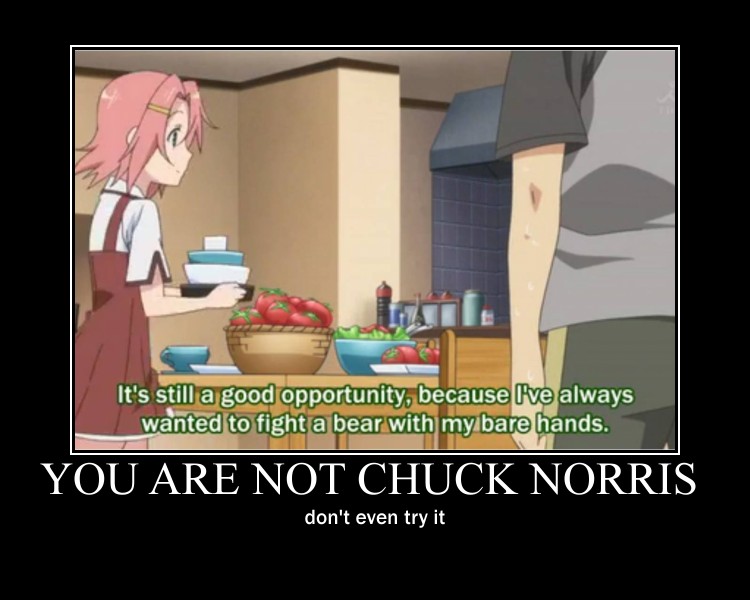 It's still a good opportunity, because I've always
wanted to fight a bear with my bare hands.
YOU ARE NOT CHUCK NORRIS
don't even try it